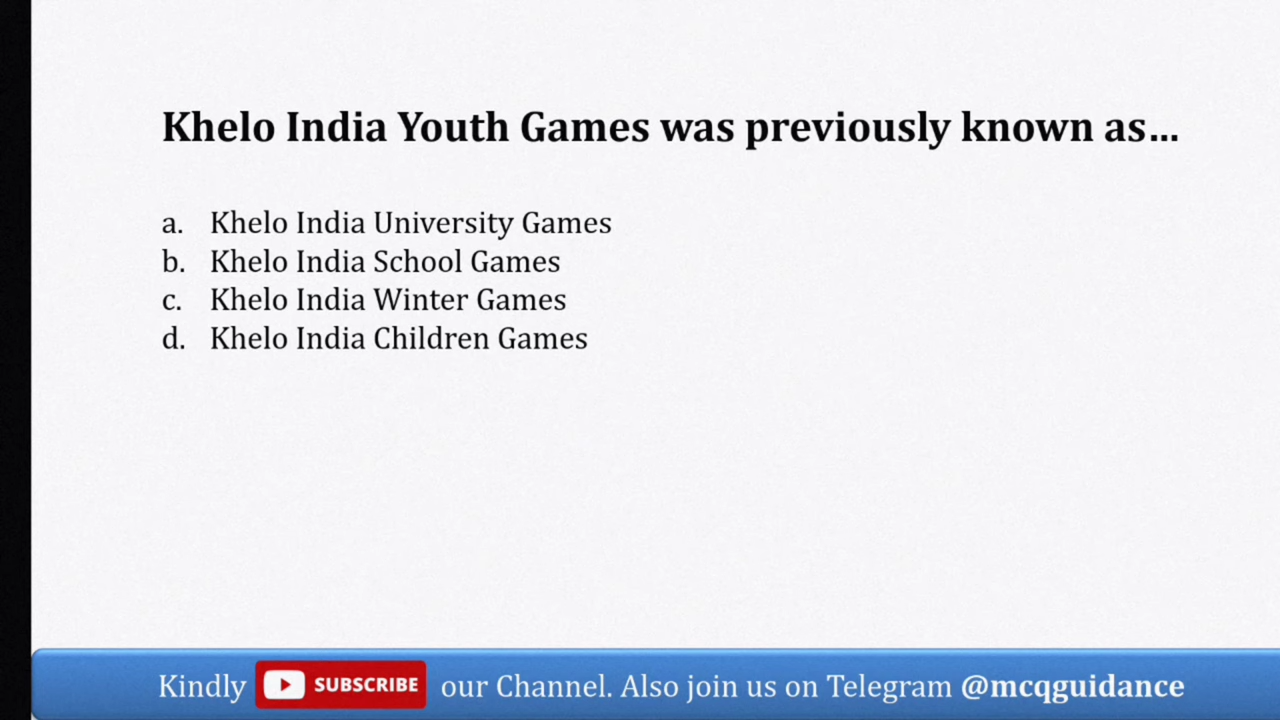 Khelo India Youth Games was previously known as...
a. Khelo India University Games
b. Khelo India School Games
c. Khelo India Winter Games
d. Khelo India Children Games
Kindly SUBSCRIBE our Channel. Also join us on Telegram @mcqguidance